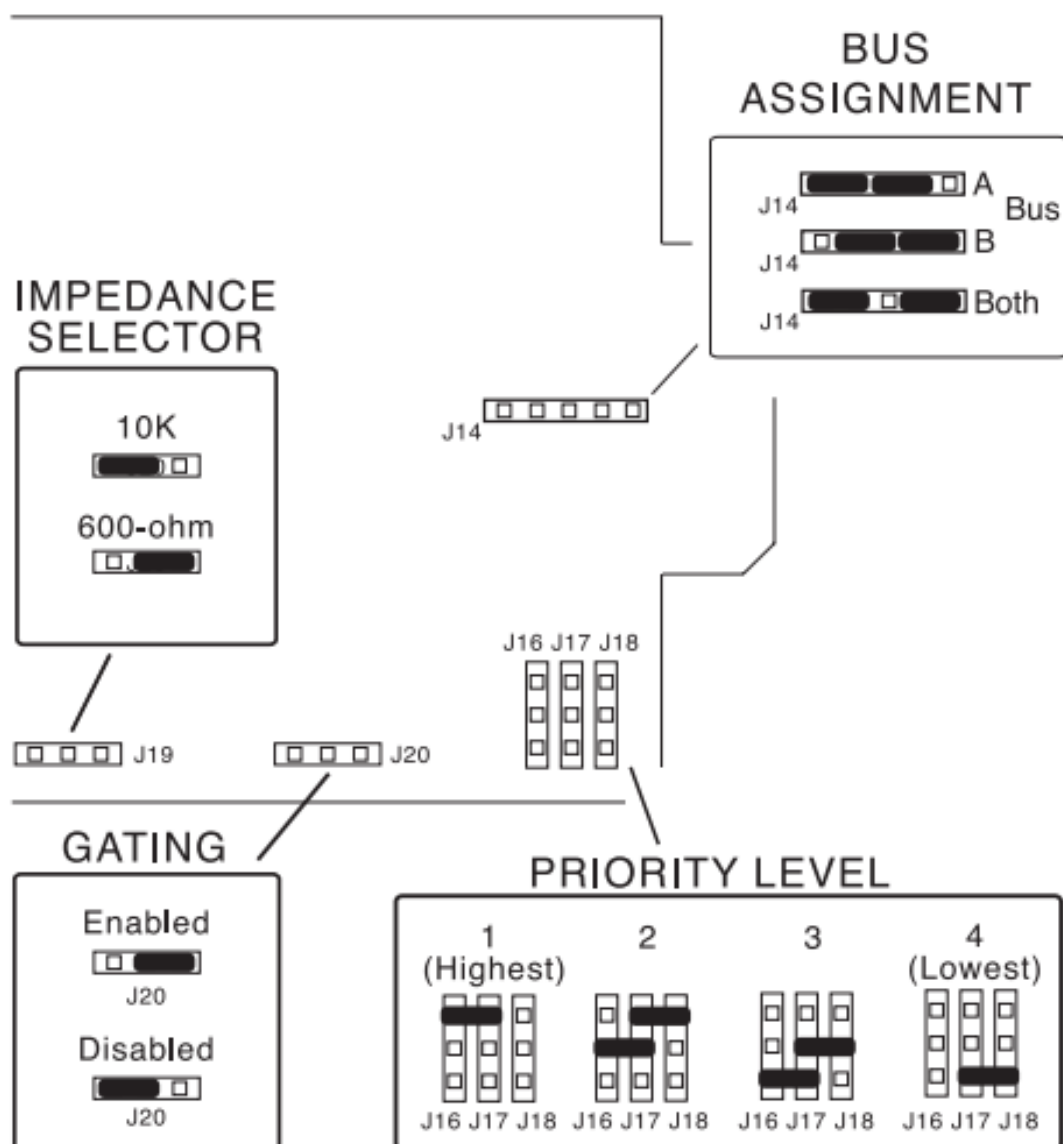 BUS
ASSIGNMENT
J14 A
Bus
J14 B
J14 Both
IMPEDANCE
SELECTOR
10K
600-ohm
J14
J16 J17 J18
J19
J20
GATING
Enabled
J20
Disabled
J20
PRIORITY LEVEL
1 2 3 4
(Highest) (Lowest)
J16 J17 J18 J16 J17 J18 J16 J17 J18 J16 J17 J18